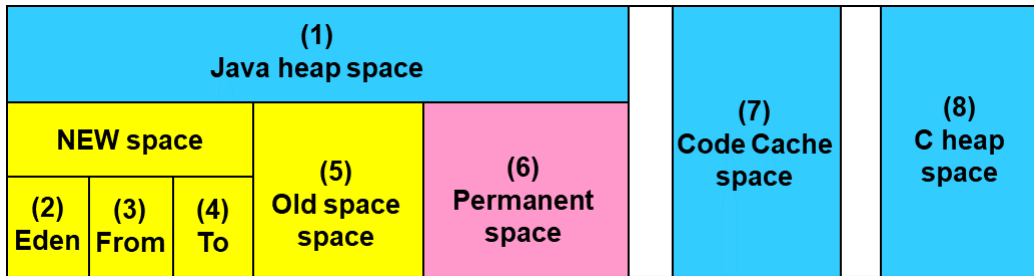 (1)
Java heap space
NEW space
(2)
Eden
(3)
From
(4)
To
(5)
Old space
space
(6)
Permanent
space
(7)
Code Cache
space
(8)
C heap
space